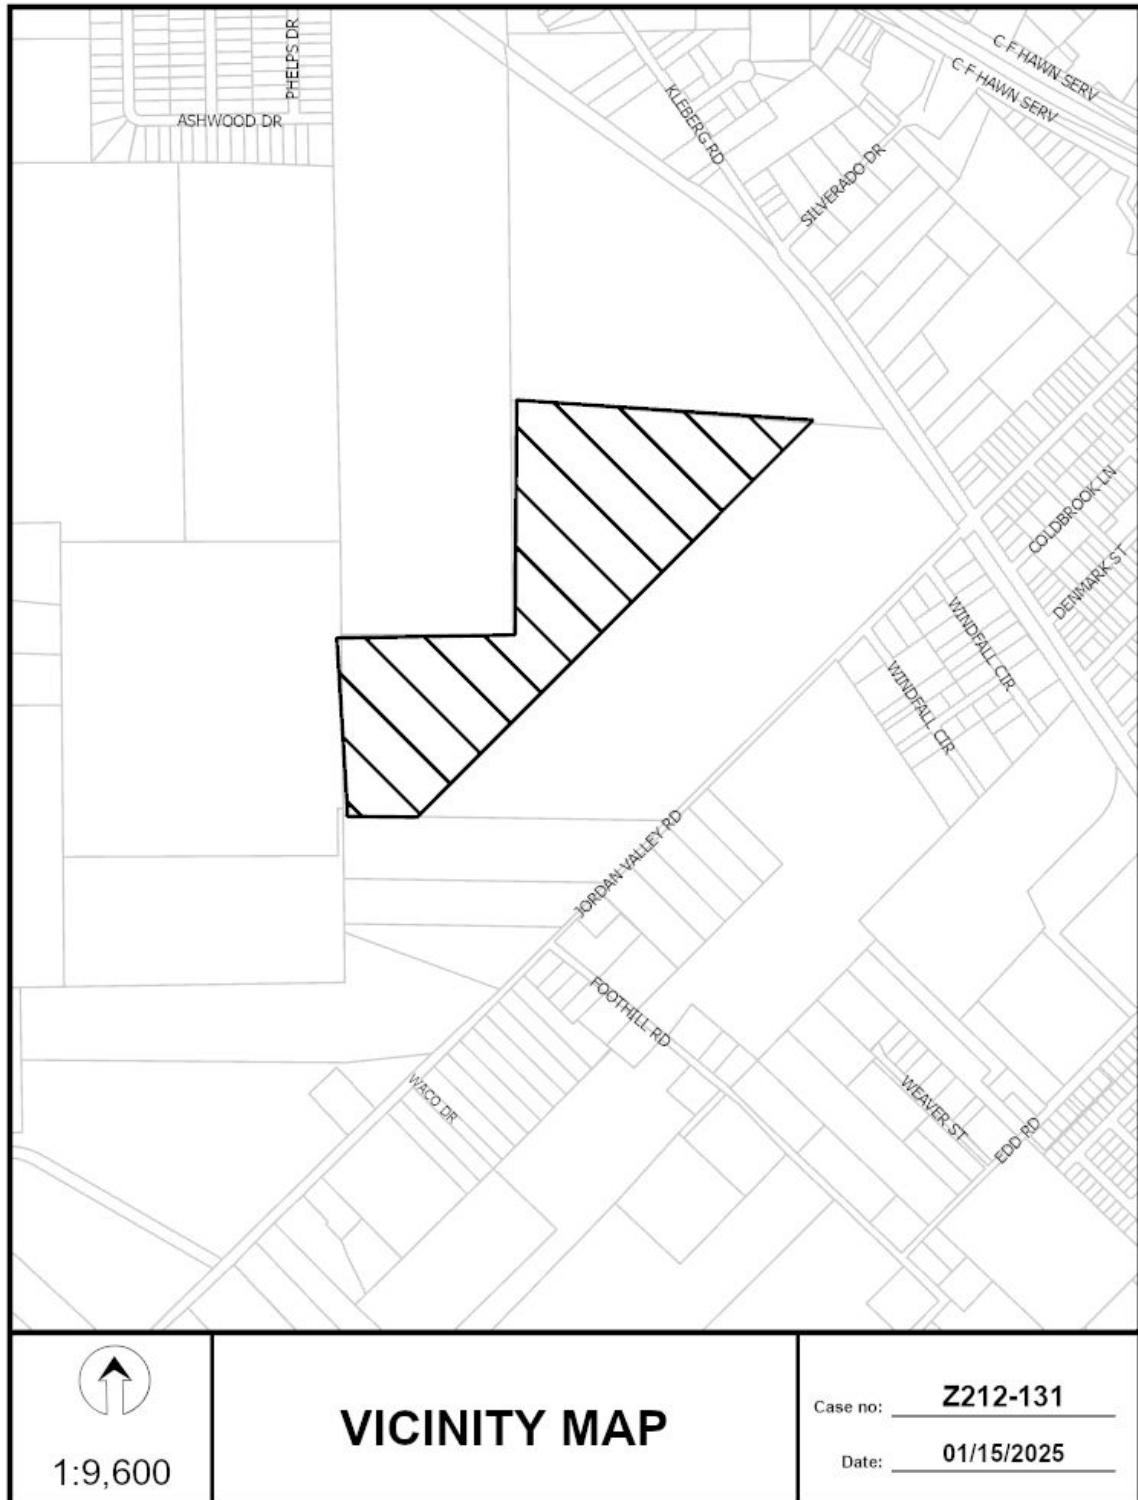 PHELPS DR
ASHWOOD DR
C F HAWN SERV
C F HAWN SERV
KLEBERG RD
SILVERADO DR
COLDBROOK LN
DENMARK ST
WINDFALL CIR
WINDFALL CIR
JORDAN VALLEY RD
FOOTHILL RD
WACO DR
WEAVER ST
EDD RD
1:9,600
VICINITY MAP
Case no: Z212-131
Date: 01/15/2025